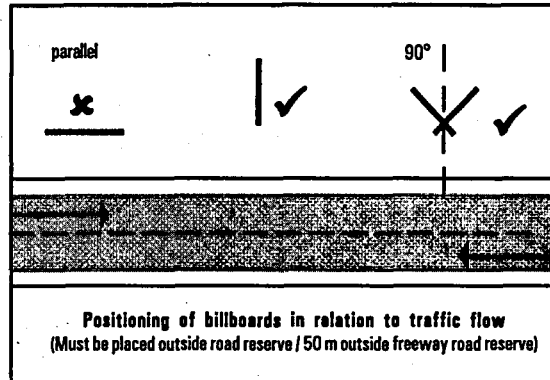 parallel
90°
Positioning of billboards in relation to traffic flow
(Must be placed outside road reserve / 50 m outside freeway road reserve)